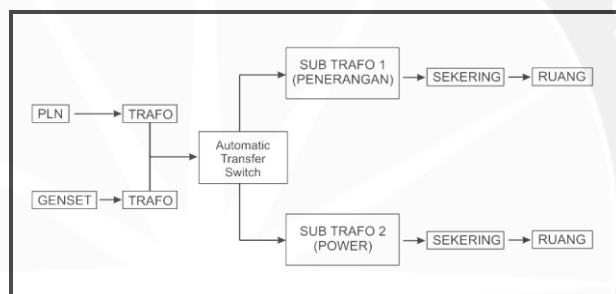 SUB TRAFO 1
(PENERANGAN)
SEKERING
RUANG
PLN
TRAFO
Automatic
Transfer
Switch
GENSET
TRAFO
SUB TRAFO 2
(POWER)
SEKERING
RUANG